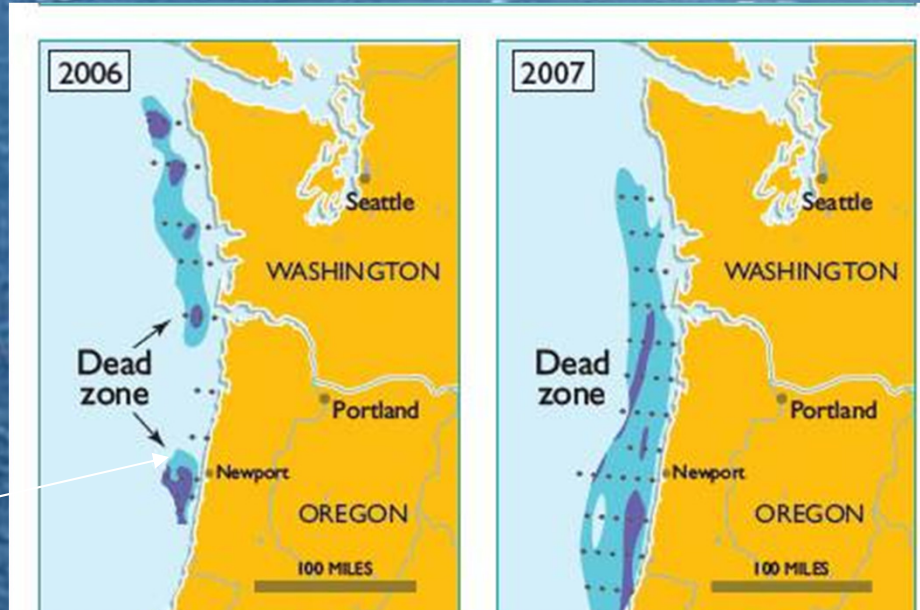 2006
Seattle
WASHINGTON
Dead
zone
Portland
Newport
OREGON
100 MILES
2007
Seattle
WASHINGTON
Dead
zone
Portland
Newport
OREGON
100 MILES